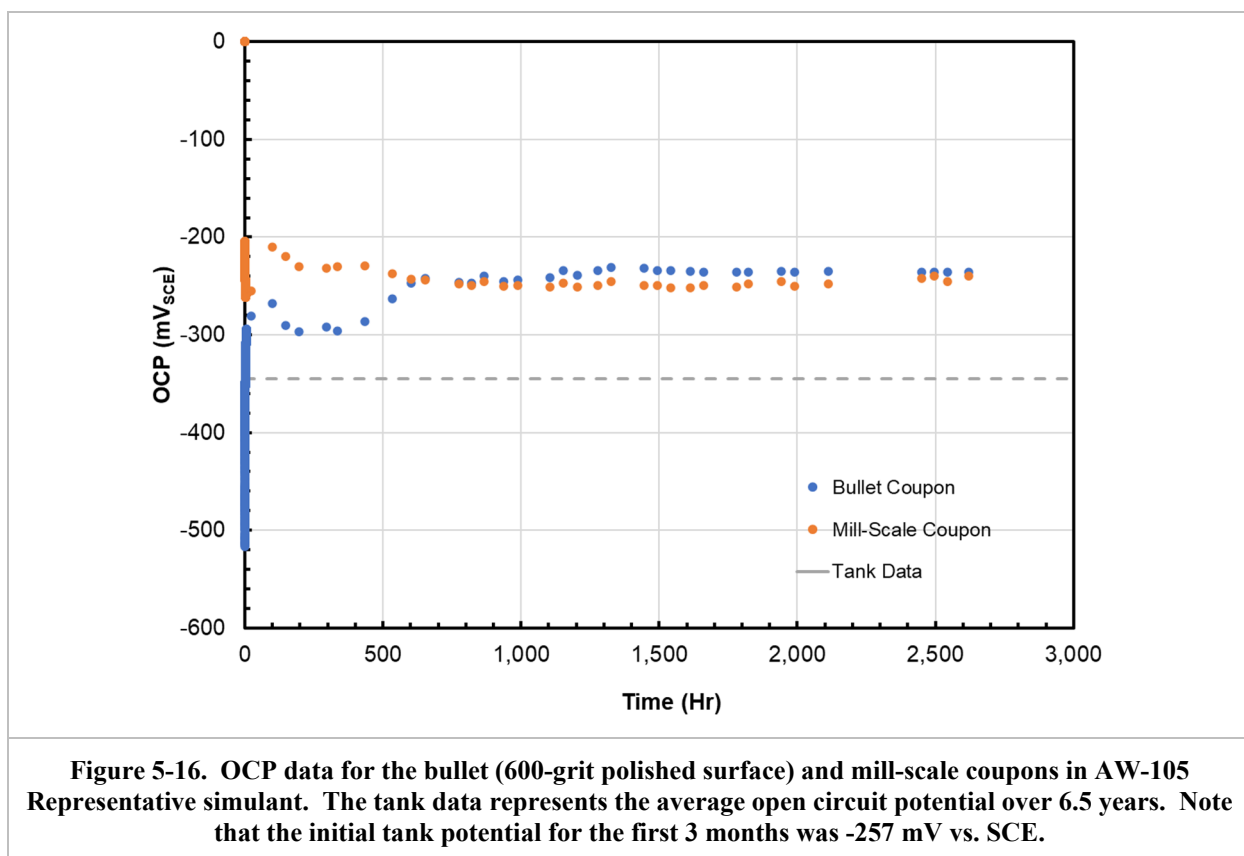 0
-100
-200
-300
-400
-500
-600
OCP (mVSCE)
Bullet Coupon
Mill-Scale Coupon
Tank Data
0 500 1,000 1,500 2,000 2,500 3,000
Time (Hr)
Figure 5-16. OCP data for the bullet (600-grit polished surface) and mill-scale coupons in AW-105
Representative simulant. The tank data represents the average open circuit potential over 6.5 years. Note
that the initial tank potential for the first 3 months was -257 mV vs. SCE.